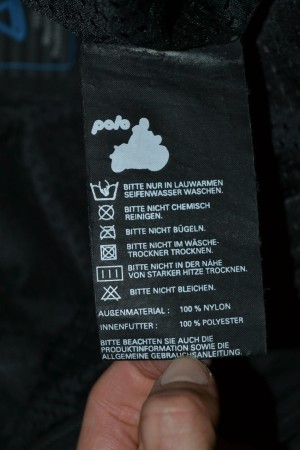 polo
BITTE NUR IN LAUWARMEN
SEIFENWASSER WASCHEN.
BITTE NICHT CHEMISCH
REINIGEN.
BITTE NICHT BÜGELN.
BITTE NICHT IM WÄSCHE-
TROCKNER TROCKNEN.
BITTE NICHT IN DER NÄHE
VON STARKER HITZE TROCKNEN.
BITTE NICHT BLEICHEN.
AUßENMATERIAL : 100 % NYLON
INNENFUTTER : 100 % POLYESTER
BITTE BEACHTEN SIE AUCH DIE
PRODUKTINFORMATION SOWIE DIE
ALLGEMEINE GEBRAUCHSANLEITUNG.